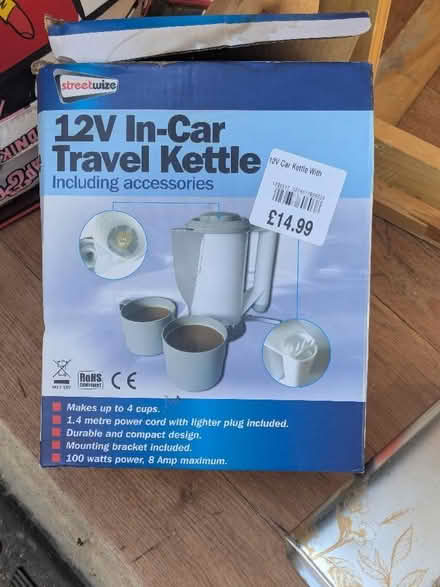 streetwize
12V In-Car
Travel Kettle
Including accessories
12V Car Kettle With
£14.99
RoHS
COMPLIANT
CE
Makes up to 4 cups.
1.4 metre power cord with lighter plug included.
Durable and compact design.
Mounting bracket included.
100 watts power, 8 Amp maximum.